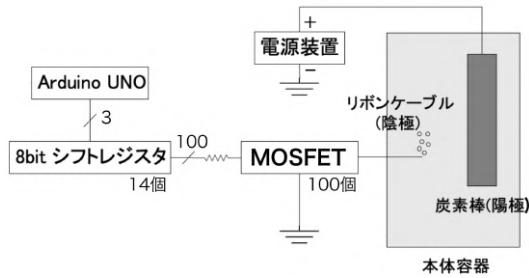 +
電源装置
−
Arduino UNO
3
8bit シフトレジスタ
14個
100
MOSFET
100個
リボンケーブル
(陰極)
炭素棒(陽極)
本体容器